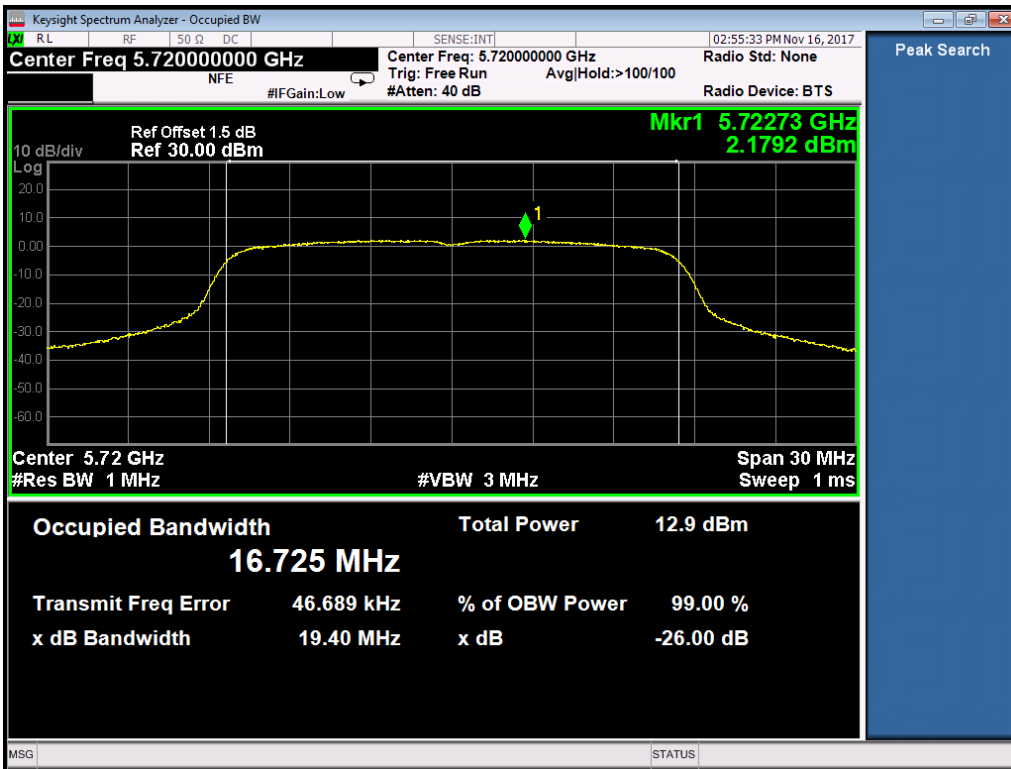 Keysight Spectrum Analyzer - Occupied BW
LXI RL RF 50 Ω DC SENSE:INT 02:55:33 PM Nov 16, 2017
Center Freq 5.720000000 GHz
NFE
#IFGain:Low
Center Freq: 5.720000000 GHz
Trig: Free Run Avg|Hold:>100/100
#Atten: 40 dB
Radio Std: None
Radio Device: BTS
Peak Search
Ref Offset 1.5 dB
10 dB/div Ref 30.00 dBm
Mkr1 5.72273 GHz
2.1792 dBm
Log
20.0
10.0
1
0.00
-10.0
-20.0
-30.0
-40.0
-50.0
-60.0
Center 5.72 GHz Span 30 MHz
#Res BW 1 MHz #VBW 3 MHz Sweep 1 ms
Occupied Bandwidth Total Power 12.9 dBm
16.725 MHz
Transmit Freq Error 46.689 kHz % of OBW Power 99.00 %
x dB Bandwidth 19.40 MHz x dB -26.00 dB
MSG STATUS